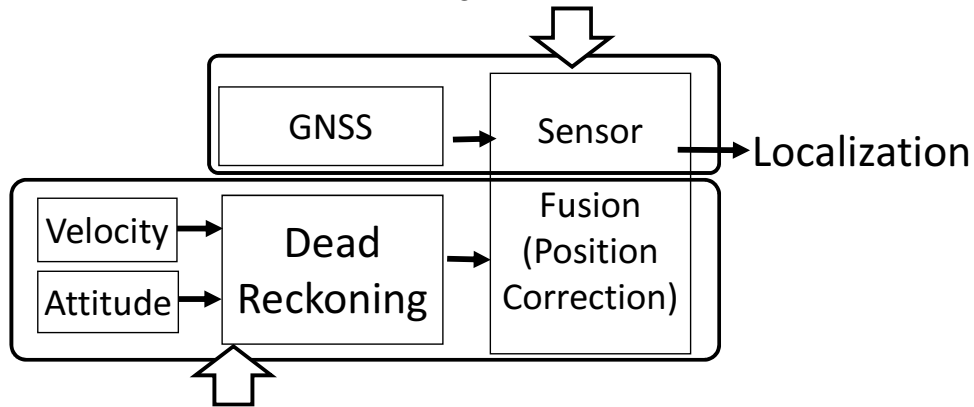 GNSS
Sensor
Localization
Velocity
Attitude
Dead
Reckoning
Fusion
(Position
Correction)